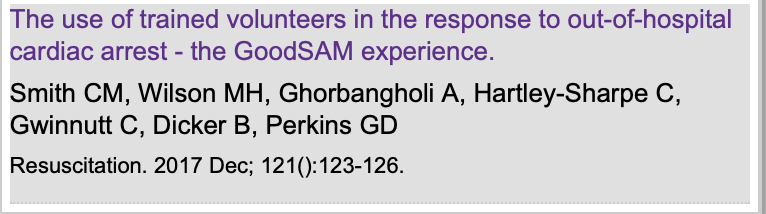 The use of trained volunteers in the response to out-of-hospital
cardiac arrest - the GoodSAM experience.
Smith CM, Wilson MH, Ghorbangholi A, Hartley-Sharpe C,
Gwinnutt C, Dicker B, Perkins GD
Resuscitation. 2017 Dec; 121():123-126.